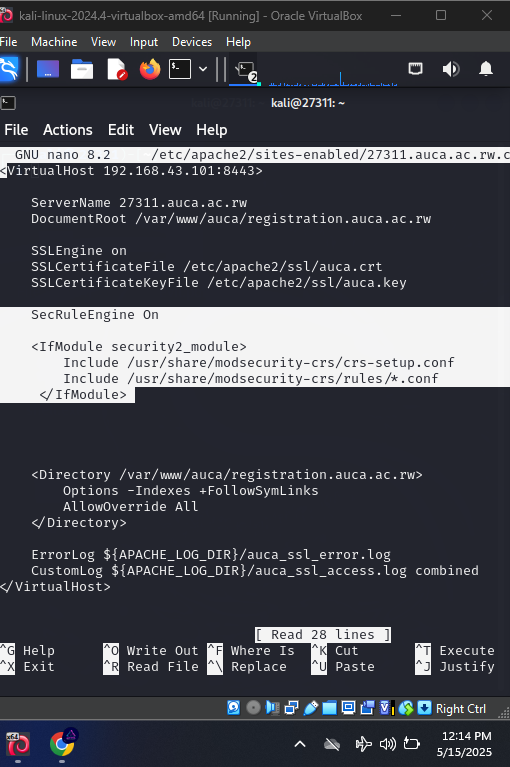 kali-linux-2024.4-virtualbox-amd64 [Running] - Oracle VirtualBox
File Machine View Input Devices Help
2
kali@27311: ~
File Actions Edit View Help
GNU nano 8.2 /etc/apache2/sites-enabled/27311.auca.ac.rw.c
<VirtualHost 192.168.43.101:8443>
ServerName 27311.auca.ac.rw
DocumentRoot /var/www/auca/registration.auca.ac.rw
SSLEngine on
SSLCertificateFile /etc/apache2/ssl/auca.crt
SSLCertificateKeyFile /etc/apache2/ssl/auca.key
SecRuleEngine On
<IfModule security2_module>
Include /usr/share/modsecurity-crs/crs-setup.conf
Include /usr/share/modsecurity-crs/rules/*.conf
</IfModule>
<Directory /var/www/auca/registration.auca.ac.rw>
Options -Indexes +FollowSymLinks
AllowOverride All
</Directory>
ErrorLog ${APACHE_LOG_DIR}/auca_ssl_error.log
CustomLog ${APACHE_LOG_DIR}/auca_ssl_access.log combined
</VirtualHost>
[ Read 28 lines ]
^G Help ^O Write Out ^F Where Is ^K Cut ^T Execute
^X Exit ^R Read File ^\ Replace ^U Paste ^J Justify
Right Ctrl
12:14 PM
5/15/2025